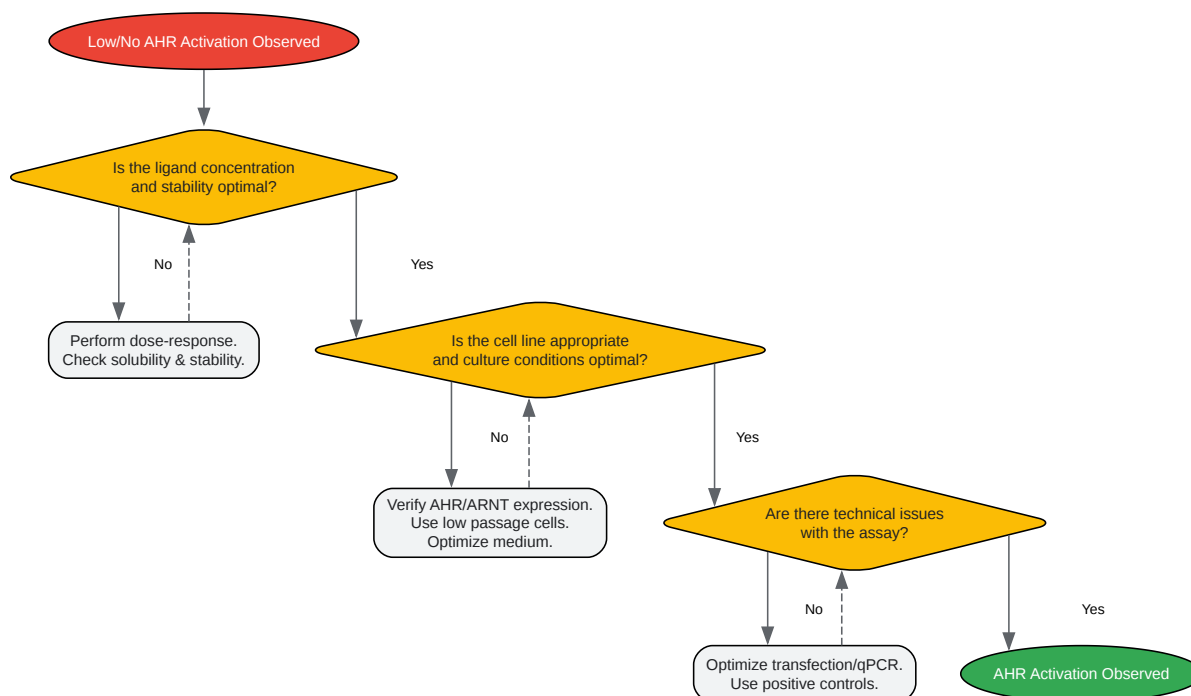 Low/No AHR Activation Observed
Is the ligand concentration
and stability optimal?
No
Yes
Perform dose-response.
Check solubility & stability.
Is the cell line appropriate
and culture conditions optimal?
No
Yes
Verify AHR/ARNT expression.
Use low passage cells.
Optimize medium.
Are there technical issues
with the assay?
No
Yes
Optimize transfection/qPCR.
Use positive controls.
AHR Activation Observed